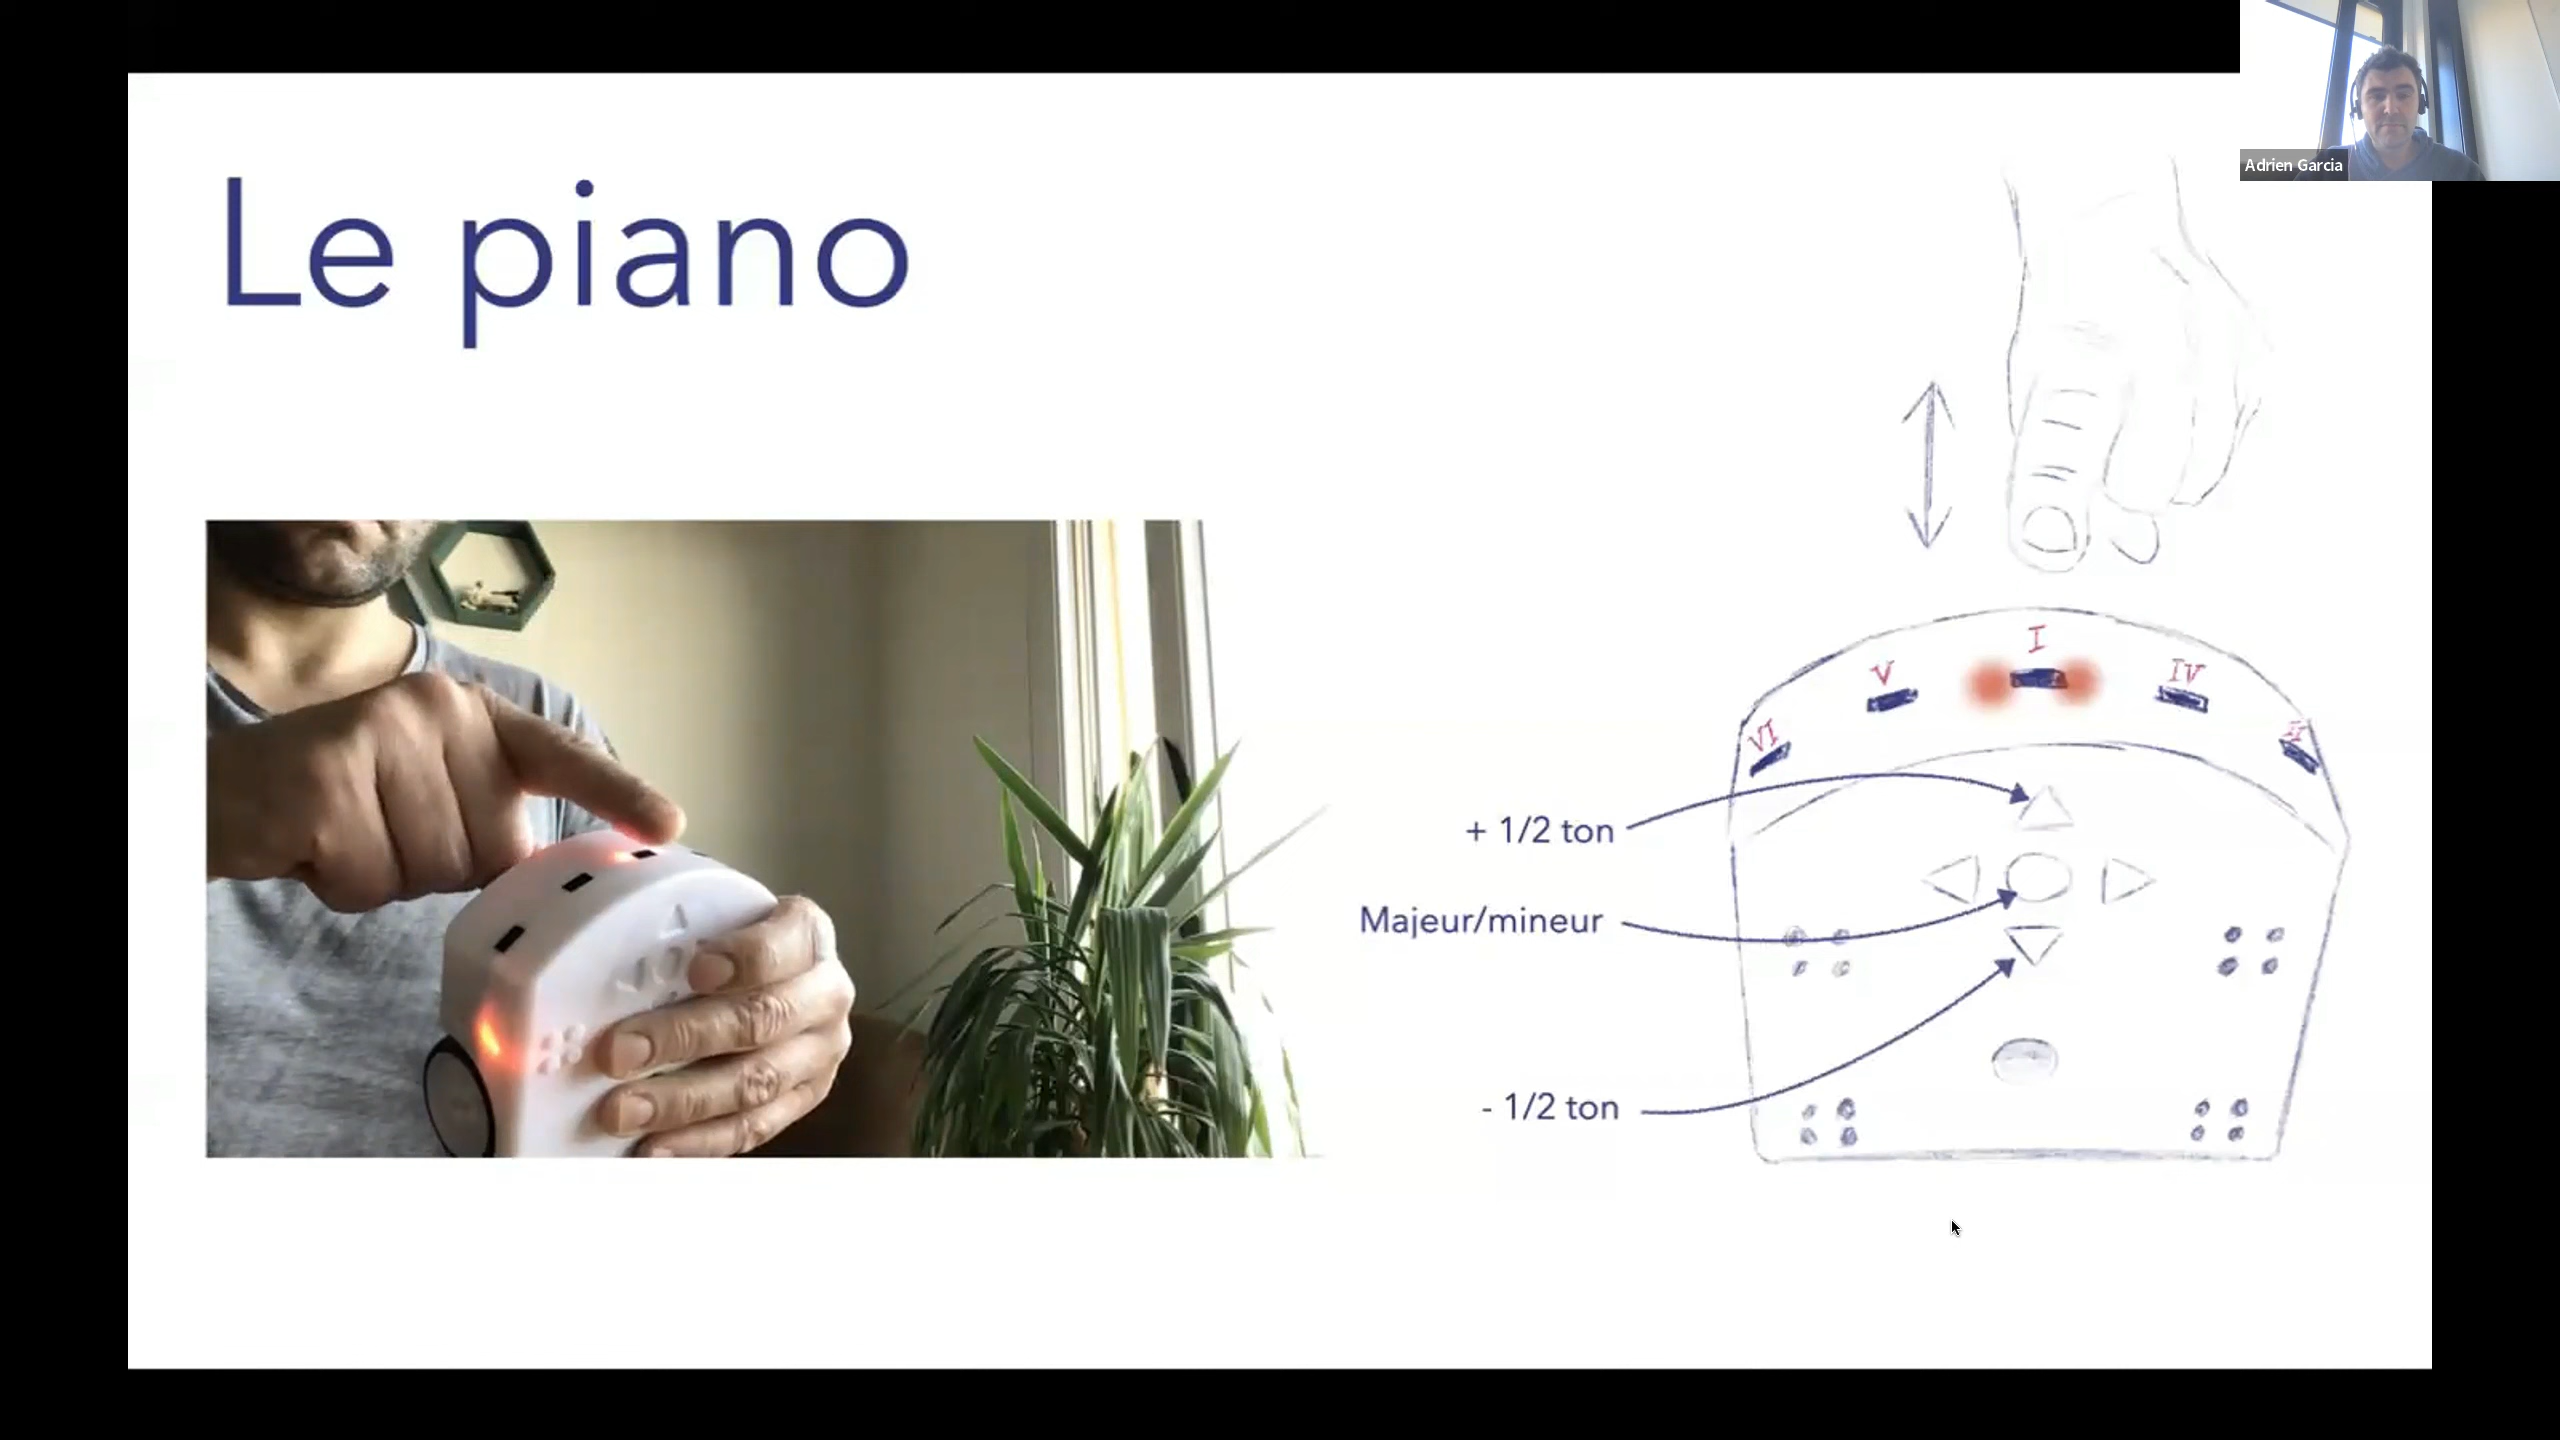 Adrien Garcia
Le piano
I
V
IV
VI
+ 1/2 ton
Majeur/mineur
- 1/2 ton